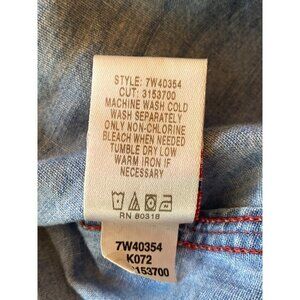 STYLE: 7W40354
CUT: 3153700
MACHINE WASH COLD
WASH SEPARATELY
ONLY NON-CHLORINE
BLEACH WHEN NEEDED
TUMBLE DRY LOW
WARM IRON IF
NECESSARY
RN 80318
7W40354
K072
3153700